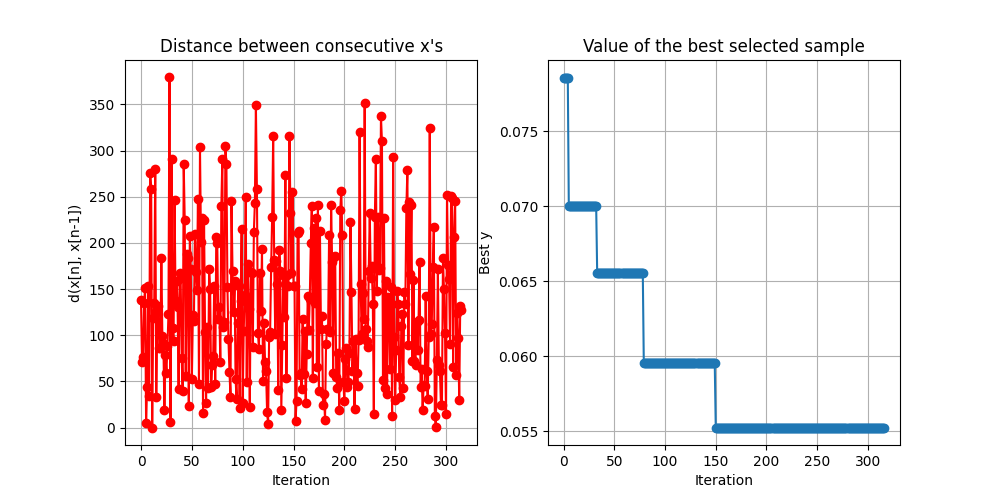 Distance between consecutive x's
d(x[n], x[n-1])
350
300
250
200
150
100
50
0
0 50 100 150 200 250 300
Iteration
Value of the best selected sample
Best y
0.075
0.070
0.065
0.060
0.055
0 50 100 150 200 250 300
Iteration